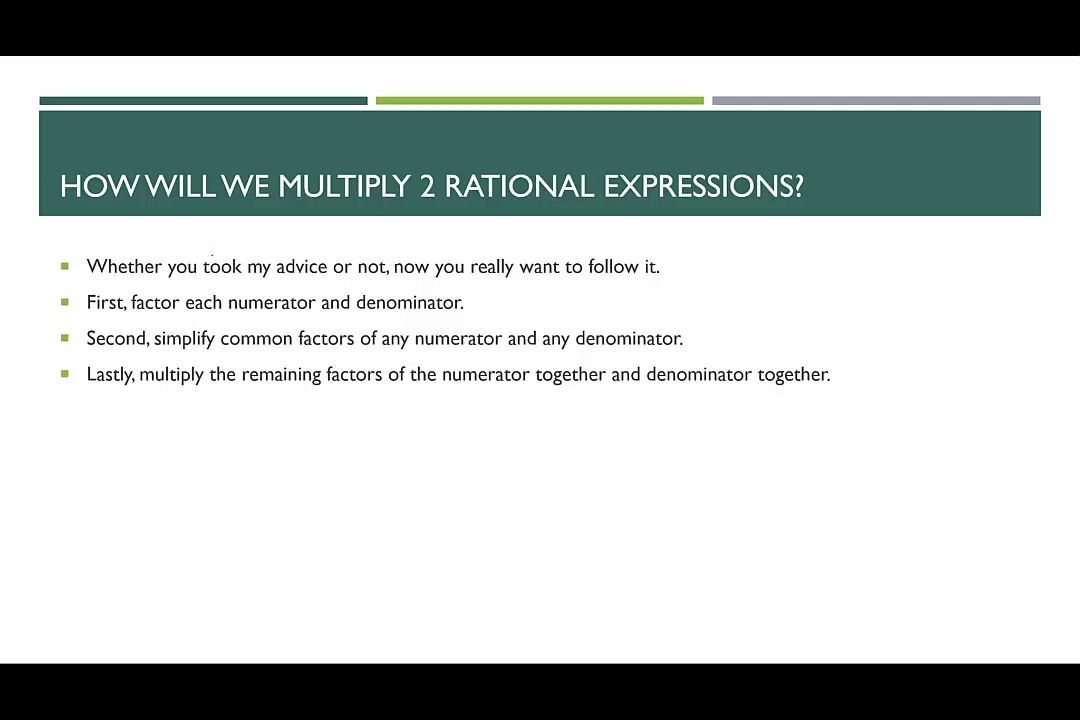 HOW WILL WE MULTIPLY 2 RATIONAL EXPRESSIONS?
Whether you took my advice or not, now you really want to follow it.
First, factor each numerator and denominator.
Second, simplify common factors of any numerator and any denominator.
Lastly, multiply the remaining factors of the numerator together and denominator together.